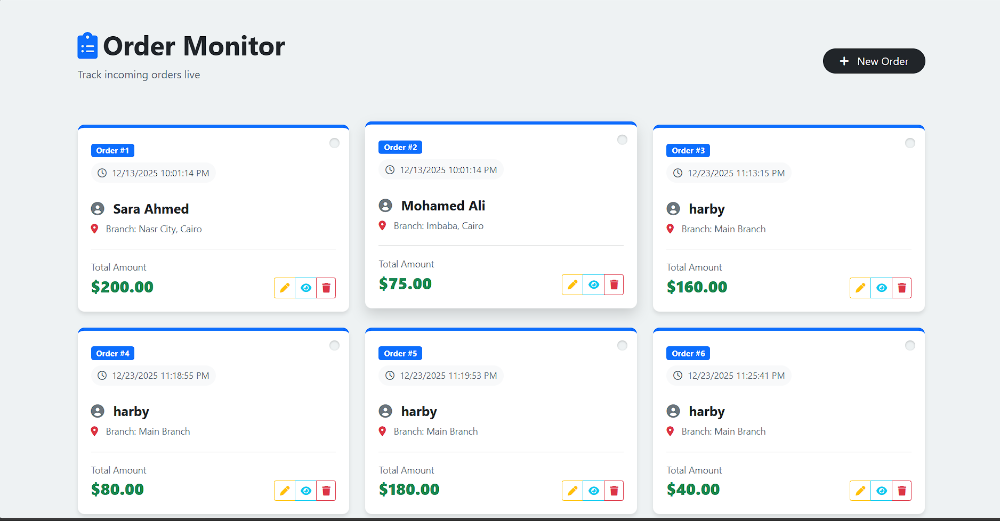 Order Monitor
Track incoming orders live
New Order
Order #1
12/13/2025 10:01:14 PM
Sara Ahmed
Branch: Nasr City, Cairo
Total Amount
$200.00
Order #2
12/13/2025 10:01:14 PM
Mohamed Ali
Branch: Imbaba, Cairo
Total Amount
$75.00
Order #3
12/23/2025 11:13:15 PM
harby
Branch: Main Branch
Total Amount
$160.00
Order #4
12/23/2025 11:18:55 PM
harby
Branch: Main Branch
Total Amount
$80.00
Order #5
12/23/2025 11:19:53 PM
harby
Branch: Main Branch
Total Amount
$180.00
Order #6
12/23/2025 11:25:41 PM
harby
Branch: Main Branch
Total Amount
$40.00